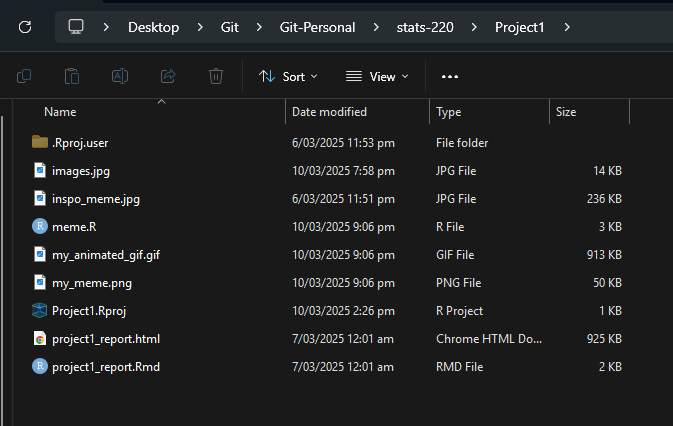 Desktop > Git > Git-Personal > stats-220 > Project1 >
Sort View
Name Date modified Type Size
.Rproj.user 6/03/2025 11:53 pm File folder
images.jpg 10/03/2025 7:58 pm JPG File 14 KB
inspo_meme.jpg 6/03/2025 11:51 pm JPG File 236 KB
meme.R 10/03/2025 9:06 pm R File 3 KB
my_animated_gif.gif 10/03/2025 9:06 pm GIF File 913 KB
my_meme.png 10/03/2025 9:06 pm PNG File 50 KB
Project1.Rproj 10/03/2025 2:26 pm R Project 1 KB
project1_report.html 7/03/2025 12:01 am Chrome HTML Do... 925 KB
project1_report.Rmd 7/03/2025 12:01 am RMD File 2 KB